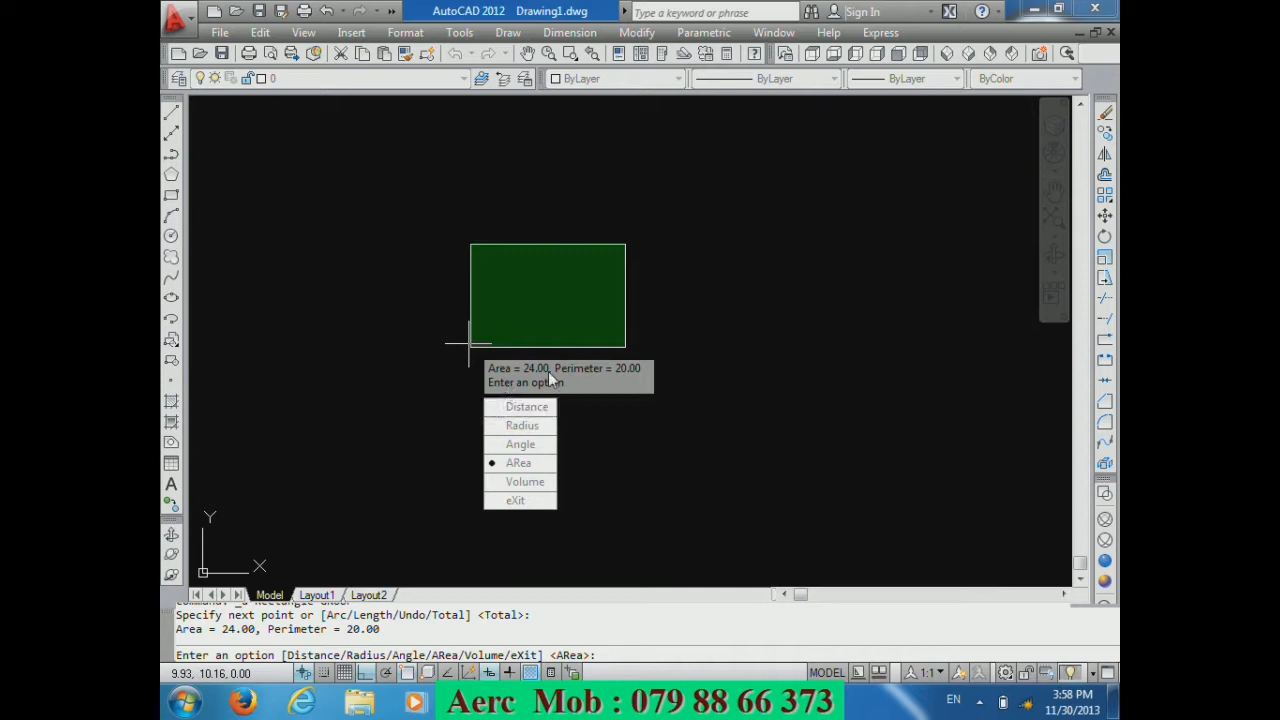 AutoCAD 2012 Drawing1.dwg
Type a keyword or phrase
Sign In
File Edit View Insert Format Tools Draw Dimension Modify Parametric Window Help Express
0
ByLayer
ByLayer
ByLayer
ByColor
Area = 24.00, Perimeter = 20.00
Enter an option
Distance
Radius
Angle
ARea
Volume
eXit
Y
X
A
Model Layout1 Layout2
Specify next point or [Arc/Length/Undo/Total] <Total>:
Area = 24.00, Perimeter = 20.00
Enter an option [Distance/Radius/Angle/ARea/Volume/eXit] <ARea>:
9.93, 10.16, 0.00
MODEL
1:1
Aerc Mob : 079 88 66 373
EN
3:58 PM
11/30/2013